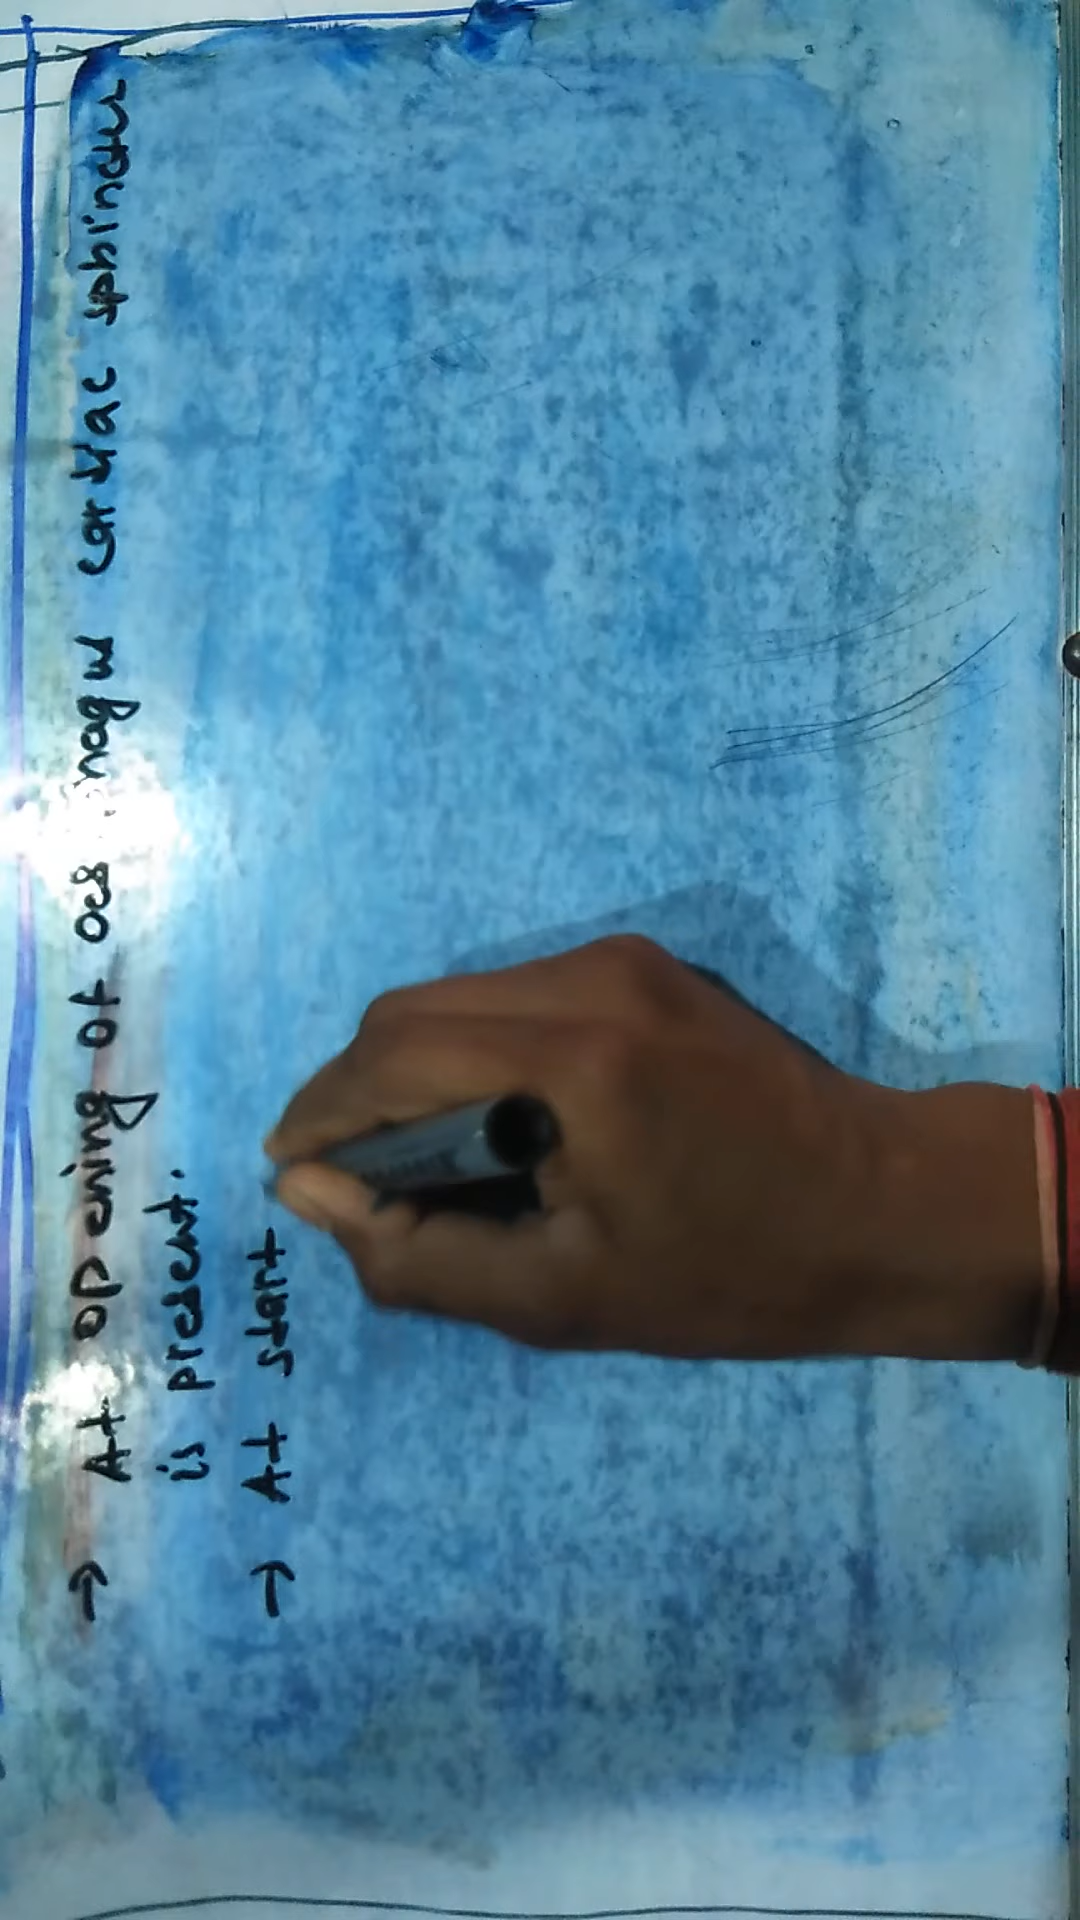 → At opening of oesophagus cardiac sphincter
is present.
→ At start